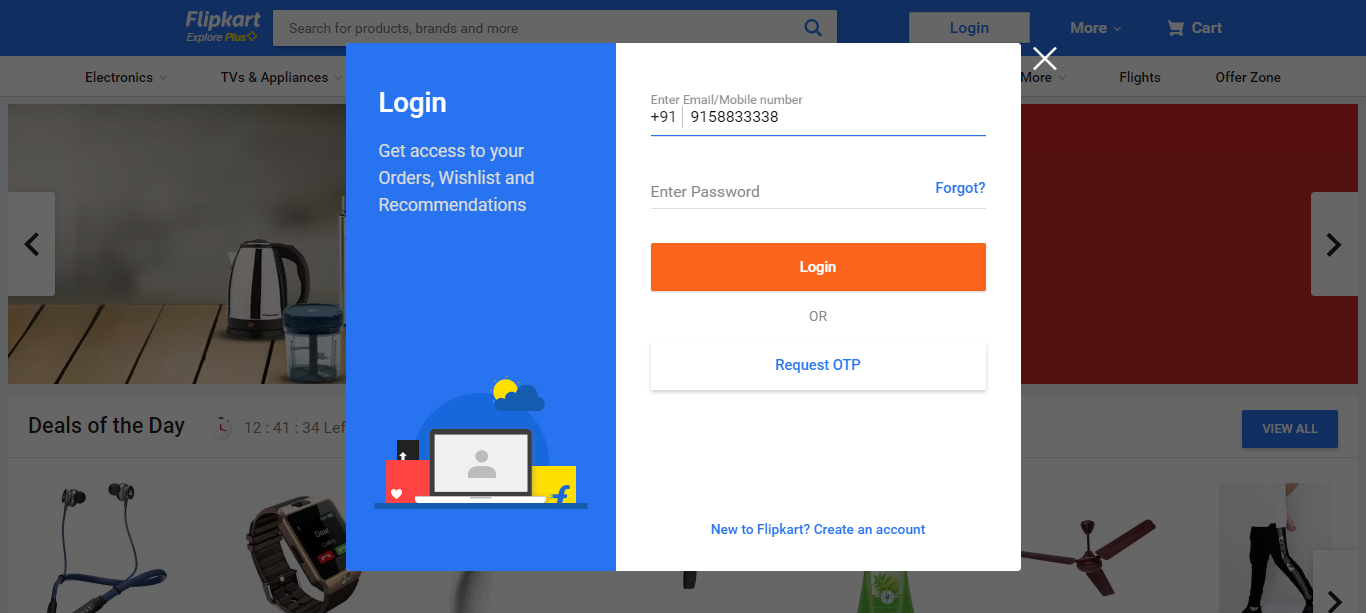 Flipkart
Explore Plus
Search for products, brands and more
Login
More
Cart
Electronics
TVs & Appliances
More
Flights
Offer Zone
Login
Get access to your
Orders, Wishlist and
Recommendations
Enter Email/Mobile number
+91 9158833338
Enter Password
Forgot?
Login
OR
Request OTP
New to Flipkart? Create an account
Deals of the Day
12 : 41 : 34 Lef
VIEW ALL